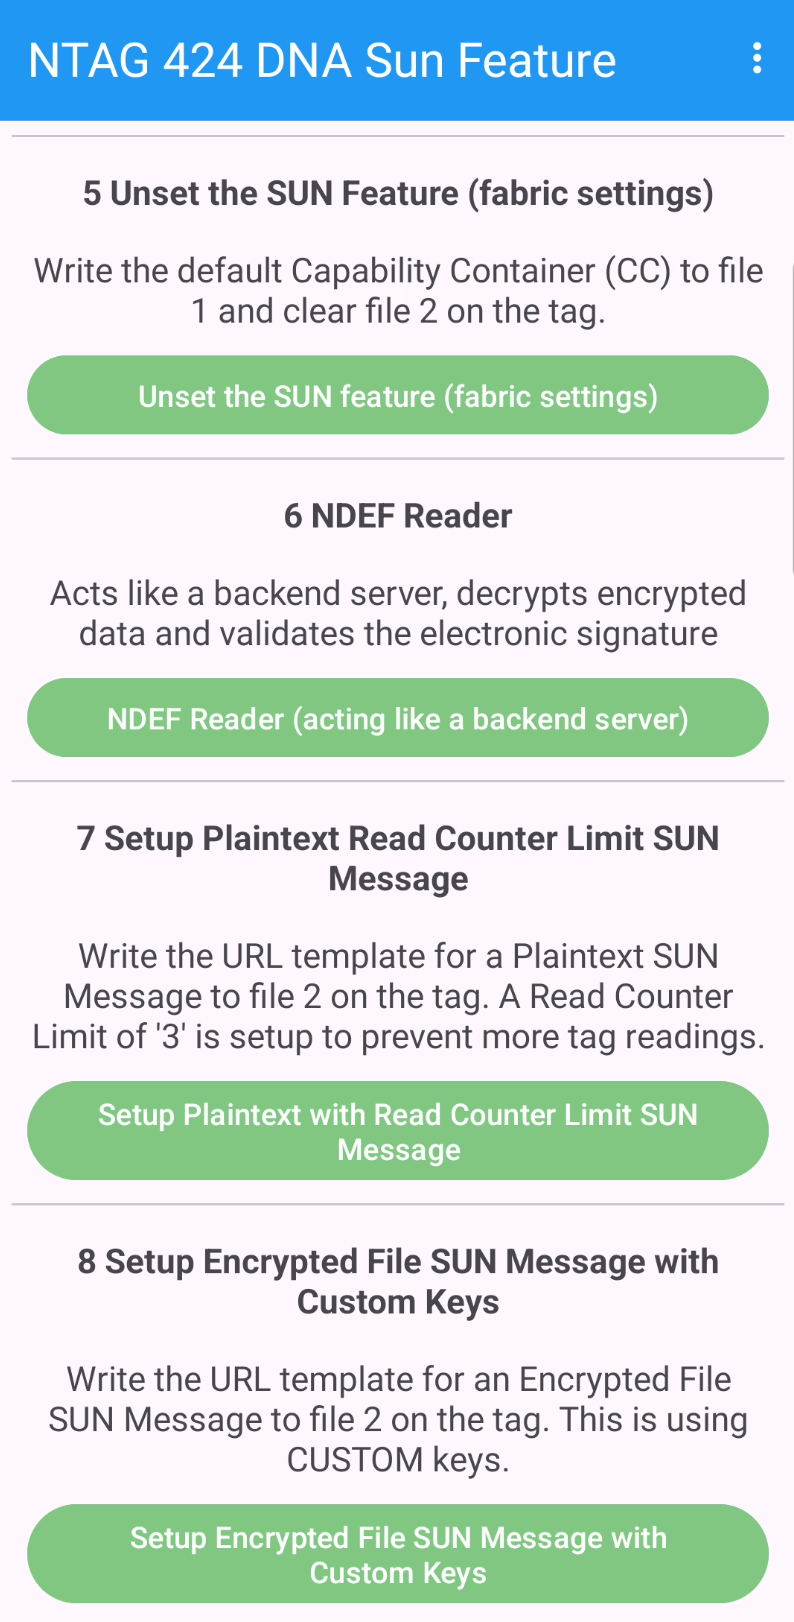 NTAG 424 DNA Sun Feature
5 Unset the SUN Feature (fabric settings)
Write the default Capability Container (CC) to file
1 and clear file 2 on the tag.
Unset the SUN feature (fabric settings)
6 NDEF Reader
Acts like a backend server, decrypts encrypted
data and validates the electronic signature
NDEF Reader (acting like a backend server)
7 Setup Plaintext Read Counter Limit SUN
Message
Write the URL template for a Plaintext SUN
Message to file 2 on the tag. A Read Counter
Limit of '3' is setup to prevent more tag readings.
Setup Plaintext with Read Counter Limit SUN
Message
8 Setup Encrypted File SUN Message with
Custom Keys
Write the URL template for an Encrypted File
SUN Message to file 2 on the tag. This is using
CUSTOM keys.
Setup Encrypted File SUN Message with
Custom Keys